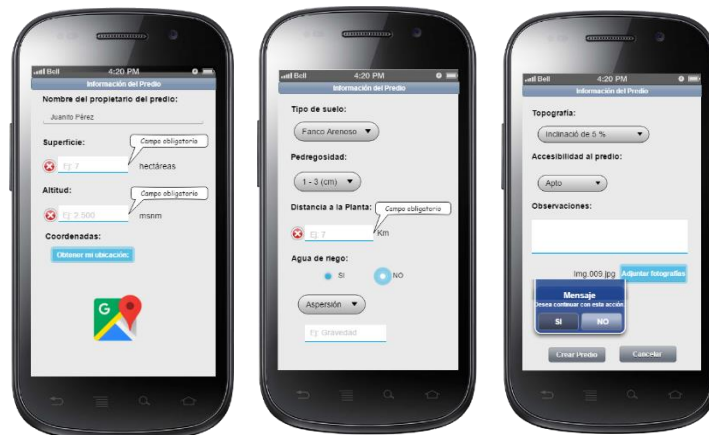 Bell 4:20 PM
Información del Predio
Nombre del propietario del predio:
Juanito Pérez
Superficie:
Campo obligatorio
Ej: 7 hectáreas
Altitud:
Campo obligatorio
Ej: 2.500 msnm
Coordenadas:
Obtener mi ubicación:
G
Bell 4:20 PM
Información del Predio
Tipo de suelo:
Fanco Arenoso
Pedregosidad:
1 - 3 (cm)
Distancia a la Planta:
Campo obligatorio
Ej: 7 Km
Agua de riego:
SI NO
Aspersión
Ej: Gravedad
Bell 4:20 PM
Información del Predio
Topografía:
Inclinació de 5 %
Accesibilidad al predio:
Apto
Observaciones:
Img 009.jpg Adjuntar fotografías
Mensaje
Desea continuar con esta acción
SI NO
Crear Predio Cancelar